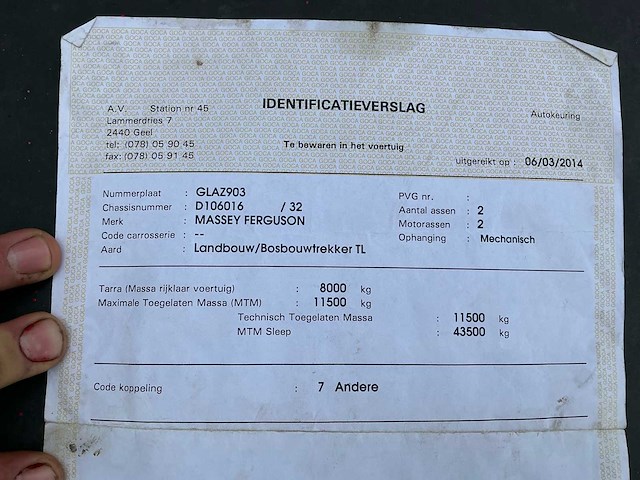 IDENTIFICATIEVERSLAG
A.V. Station nr 45
Lammerdries 7
2440 Geel
tel: (078) 05 90 45
fax: (078) 05 91 45
Autokeuring
Te bewaren in het voertuig
uitgereikt op : 06/03/2014
Nummerplaat : GLAZ903
Chassisnummer : D106016 / 32
Merk : MASSEY FERGUSON
Code carrosserie : --
Aard : Landbouw/Bosbouwtrekker TL
PVG nr. :
Aantal assen : 2
Motorassen : 2
Ophanging : Mechanisch
Tarra (Massa rijklaar voertuig) : 8000 kg
Maximale Toegelaten Massa (MTM) : 11500 kg
Technisch Toegelaten Massa : 11500 kg
MTM Sleep : 43500 kg
Code koppeling : 7 Andere